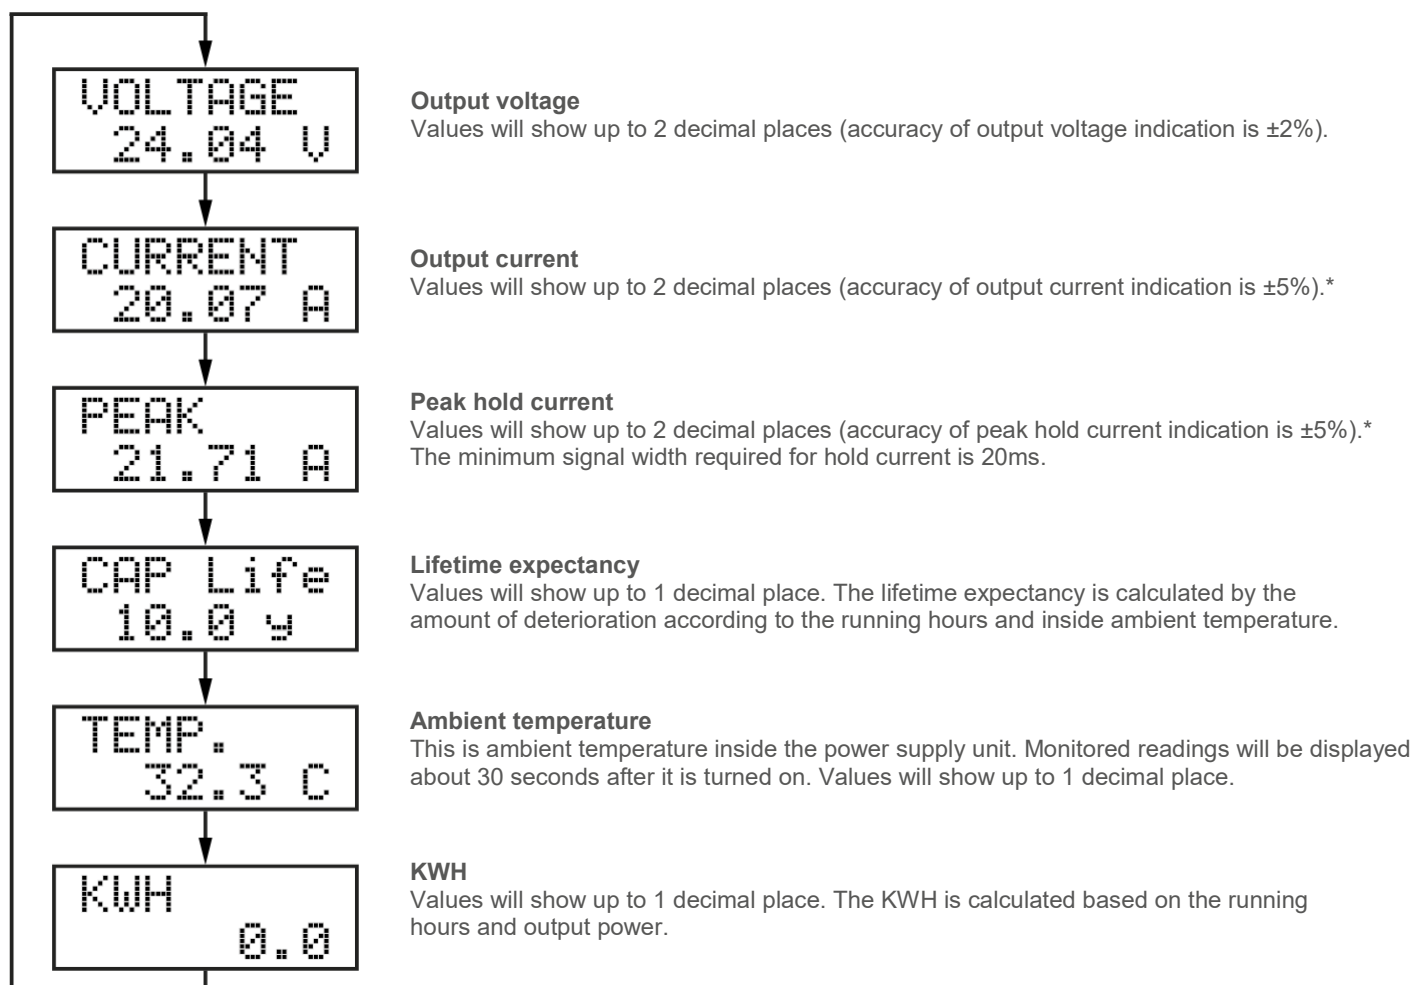 VOLTAGE
24.04 V
Output voltage
Values will show up to 2 decimal places (accuracy of output voltage indication is ±2%).
CURRENT
20.07 A
Output current
Values will show up to 2 decimal places (accuracy of output current indication is ±5%).*
PEAK
21.71 A
Peak hold current
Values will show up to 2 decimal places (accuracy of peak hold current indication is ±5%).*
The minimum signal width required for hold current is 20ms.
CAP Life
10.0 y
Lifetime expectancy
Values will show up to 1 decimal place. The lifetime expectancy is calculated by the
amount of deterioration according to the running hours and inside ambient temperature.
TEMP.
32.3 C
Ambient temperature
This is ambient temperature inside the power supply unit. Monitored readings will be displayed
about 30 seconds after it is turned on. Values will show up to 1 decimal place.
KWH
0.0
KWH
Values will show up to 1 decimal place. The KWH is calculated based on the running
hours and output power.